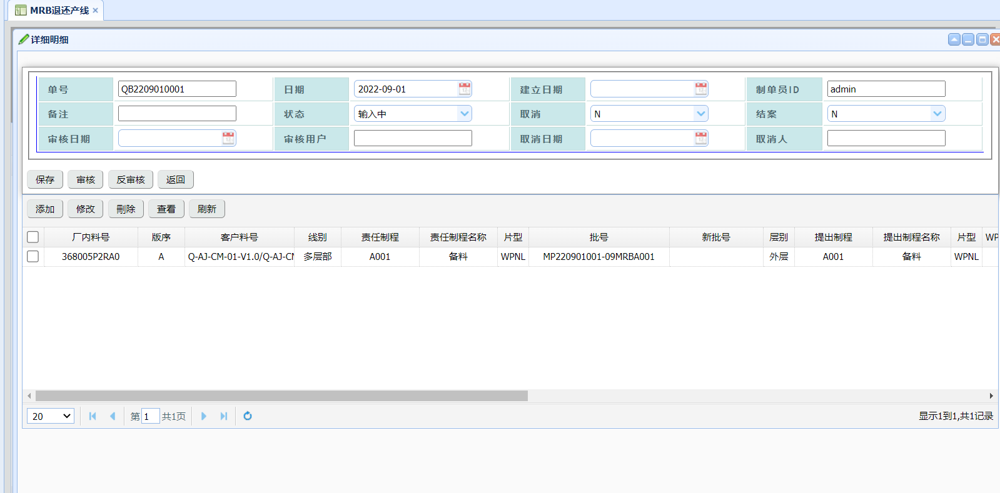 MRB退还产线
详细明细
单号 QB2209010001 日期 2022-09-01 建立日期 制单员ID admin
备注 状态 输入中 取消 N 结案 N
审核日期 审核用户 取消日期 取消人
保存 审核 反审核 返回
添加 修改 刪除 查看 刷新
厂内料号 版序 客户料号 线别 责任制程 责任制程名称 片型 批号 新批号 层别 提出制程 提出制程名称 片型 WP
368005P2RA0 A Q-AJ-CM-01-V1.0/Q-AJ-CM 多层部 A001 备料 WPNL MP220901001-09MRBA001 外层 A001 备料 WPNL
20 第 1 共1页 显示1到1,共1记录